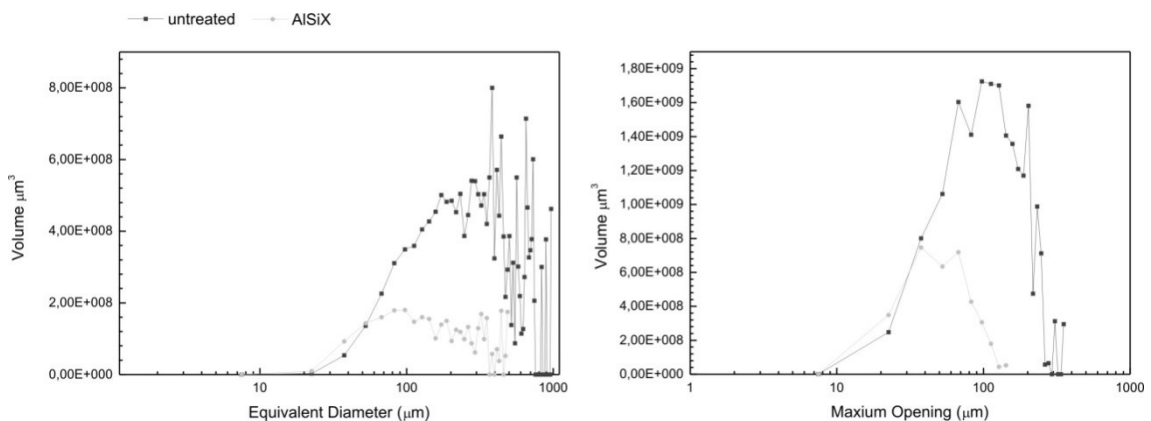 untreated
AlSiX
8,00E+008
6,00E+008
4,00E+008
2,00E+008
0,00E+000
Volume μm³
10
100
1000
Equivalent Diameter (μm)
1,80E+009
1,60E+009
1,40E+009
1,20E+009
1,00E+009
8,00E+008
6,00E+008
4,00E+008
2,00E+008
0,00E+000
Volume μm³
1
10
100
1000
Maxium Opening (μm)